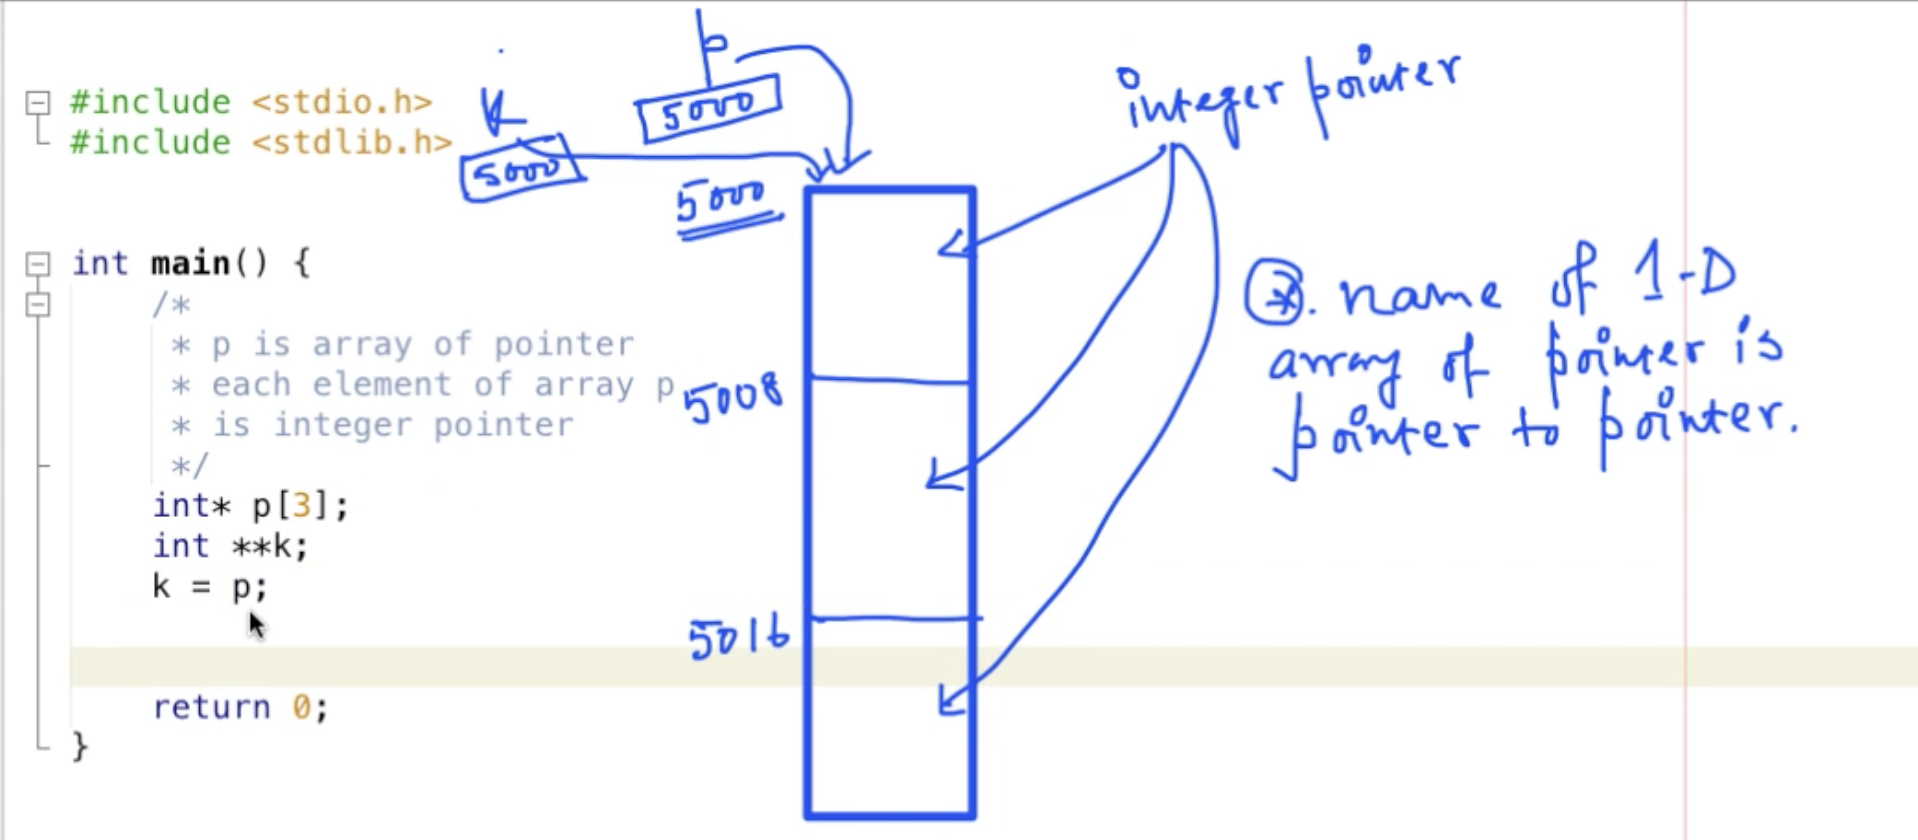 #include <stdio.h>
#include <stdlib.h>
int main() {
/*
* p is array of pointer
* each element of array p
* is integer pointer
*/
int* p[3];
int **k;
k = p;
return 0;
}
k
5000
p
5000
5000
5008
5016
integer pointer
*. name of 1-D
array of pointer is
pointer to pointer.